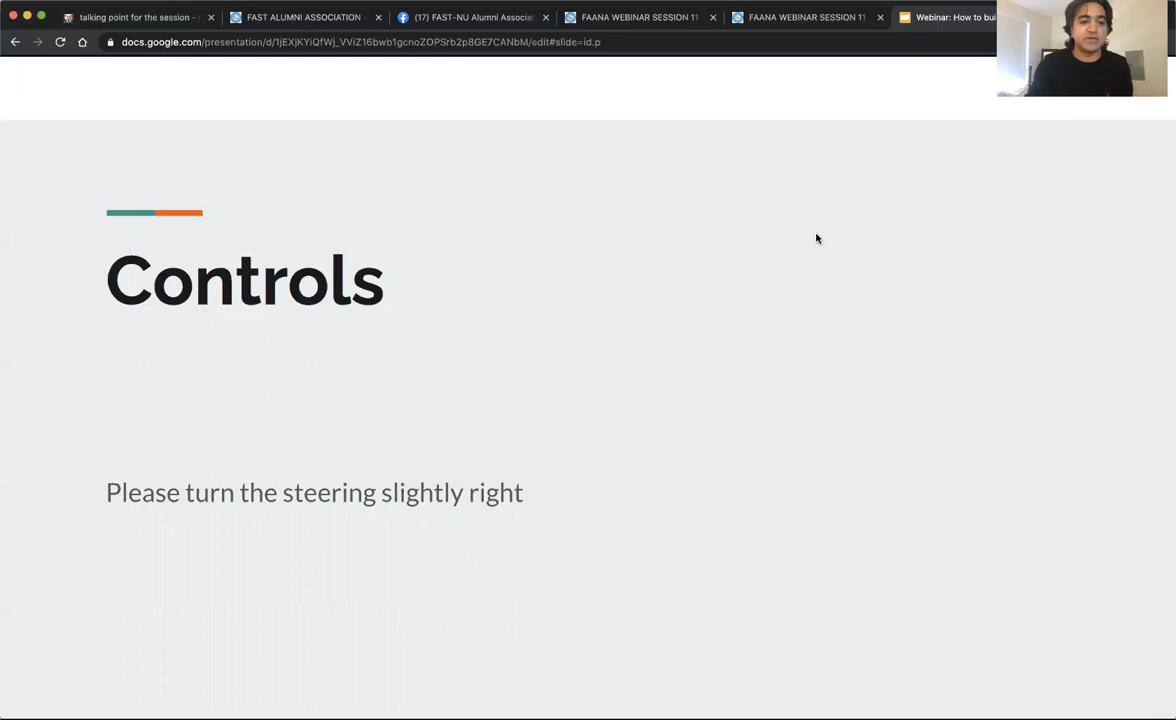 talking point for the session -
FAST ALUMNI ASSOCIATION -
(17) FAST-NU Alumni Associat
FAANA WEBINAR SESSION 11
FAANA WEBINAR SESSION 11
Webinar: How to bui
docs.google.com/presentation/d/1jEXjKYiQfWj_VViZ16bwb1gcnoZOPSrb2p8GE7CANbM/edit#slide=id.p
Controls
Please turn the steering slightly right